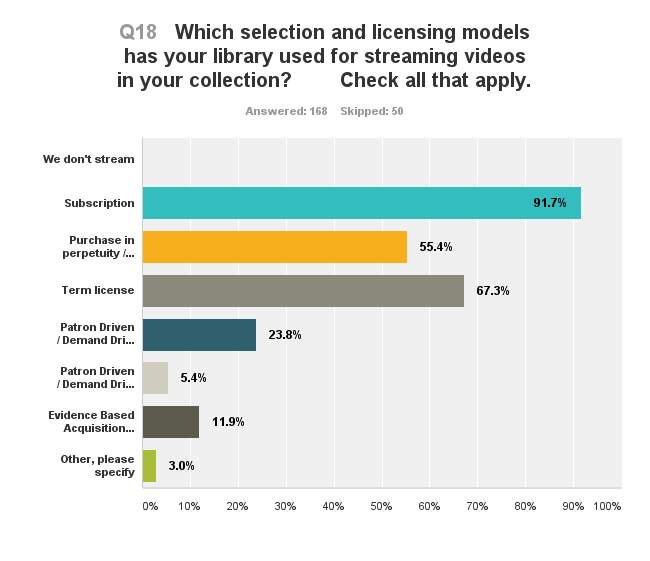 Q18 Which selection and licensing models
has your library used for streaming videos
in your collection? Check all that apply.
Answered: 168 Skipped: 50
We don't stream
Subscription
91.7%
Purchase in
perpetuity /...
55.4%
Term license
67.3%
Patron Driven
/ Demand Dri...
23.8%
Patron Driven
/ Demand Dri...
5.4%
Evidence Based
Acquisition...
11.9%
Other, please
specify
3.0%
0% 10% 20% 30% 40% 50% 60% 70% 80% 90% 100%